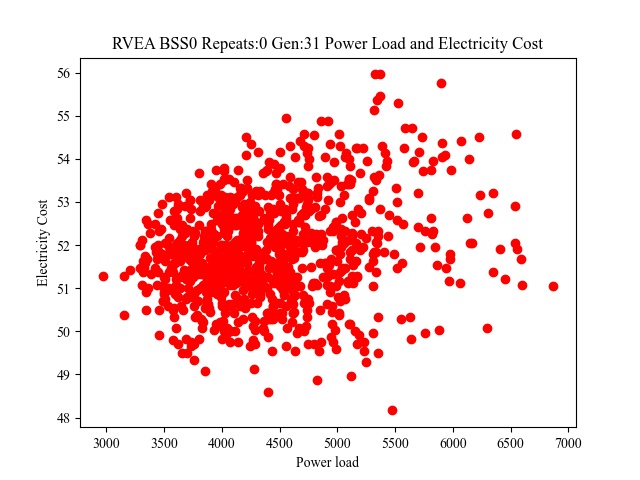 RVEA BSS0 Repeats:0 Gen:31 Power Load and Electricity Cost
56
55
54
53
52
51
50
49
48
Electricity Cost
3000 3500 4000 4500 5000 5500 6000 6500 7000
Power load